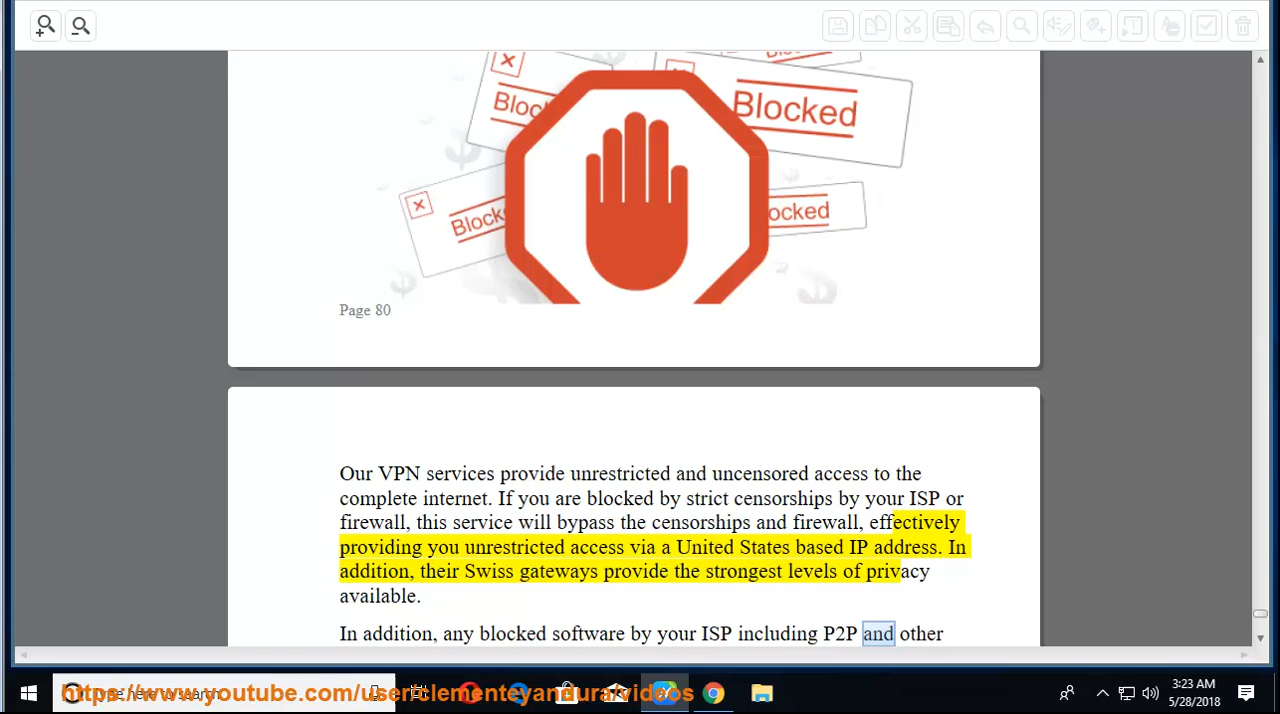 Blocked
Blocked
Blocked
Blocked
Page 80
Our VPN services provide unrestricted and uncensored access to the
complete internet. If you are blocked by strict censorships by your ISP or
firewall, this service will bypass the censorships and firewall, effectively
providing you unrestricted access via a United States based IP address. In
addition, their Swiss gateways provide the strongest levels of privacy
available.
In addition, any blocked software by your ISP including P2P and other
https://www.youtube.com/user/clementeyandura/videos
3:23 AM
5/28/2018